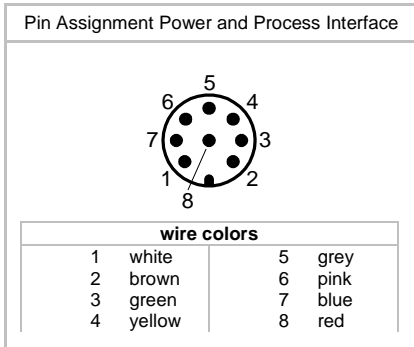 Pin Assignment Power and Process Interface
5
6 4
7 3
1 2
8
wire colors
1 white 5 grey
2 brown 6 pink
3 green 7 blue
4 yellow 8 red